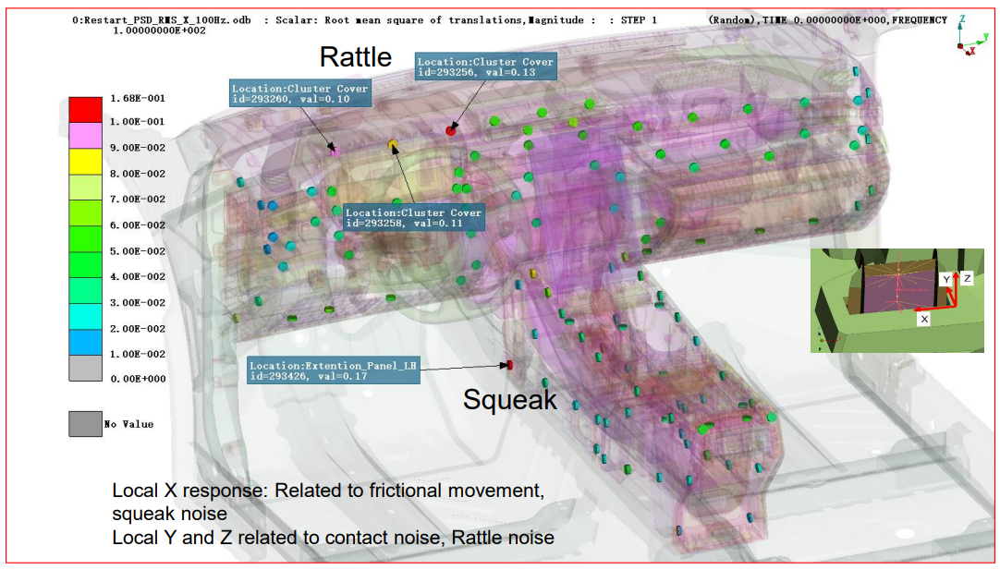 0:Restart_PSD_RMS_X_100Hz.odb : Scalar: Root mean square of translations,Magnitude : : STEP 1 (Random),TIME 0.00000000E+000,FREQUENCY
1.00000000E+002
Z
Y
X
Rattle
Location:Cluster Cover
id=293256, val=0.13
Location:Cluster Cover
id=293260, val=0.10
1.68E-001
1.00E-001
9.00E-002
8.00E-002
7.00E-002
6.00E-002
5.00E-002
4.00E-002
3.00E-002
2.00E-002
1.00E-002
0.00E+000
No Value
Location:Cluster Cover
id=293258, val=0.11
Y
Z
X
Location:Extention_Panel_LH
id=293426, val=0.17
Squeak
Local X response: Related to frictional movement,
squeak noise
Local Y and Z related to contact noise, Rattle noise